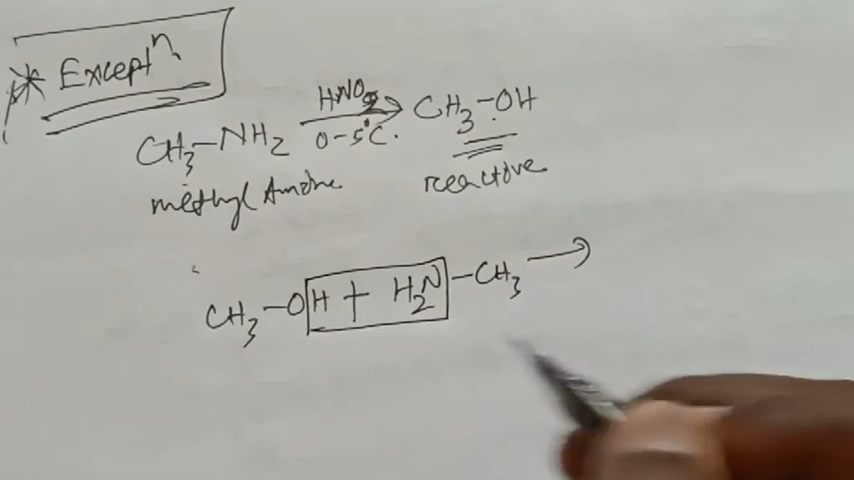 * Exceptⁿ
CH₃-NH₂ HNO₂ 0-5°C. CH₃-OH
methyl Amine reactive
CH₃-OH + H₂N-CH₃ →